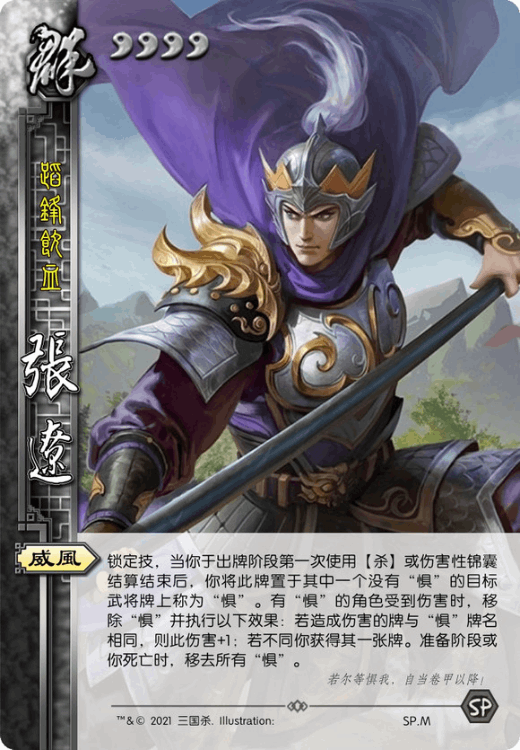 群
蹈鋒飲血
張遼
威風
锁定技，当你于出牌阶段第一次使用【杀】或伤害性锦囊
结算结束后，你将此牌置于其中一个没有“惧”的目标
武将牌上称为“惧”。有“惧”的角色受到伤害时，移
除“惧”并执行以下效果：若造成伤害的牌与“惧”牌名
相同，则此伤害+1；若不同你获得其一张牌。准备阶段或
你死亡时，移去所有“惧”。
若尔等惧我，自当卷甲以降！
™&© 2021 三国杀. Illustration:
SP.M
SP